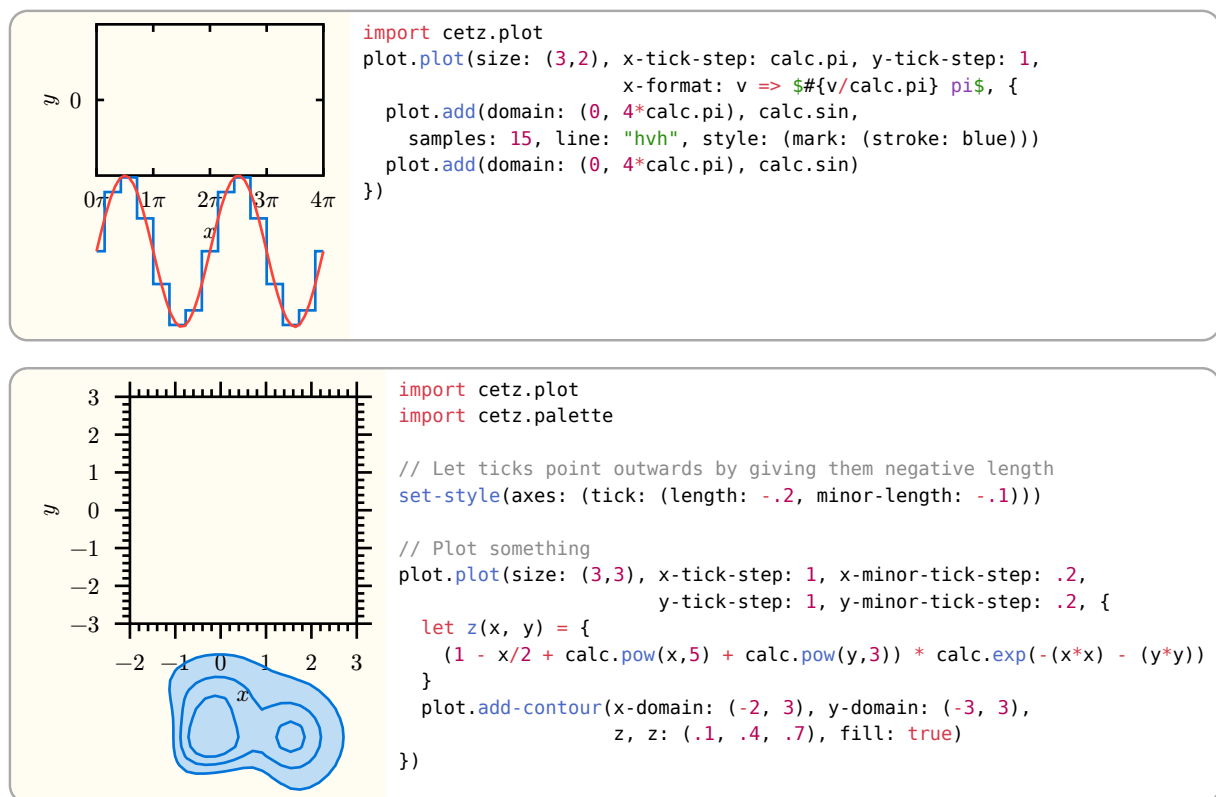 y
0
0π 1π 2π 3π 4π
x
import cetz.plot
plot.plot(size: (3,2), x-tick-step: calc.pi, y-tick-step: 1,
                       x-format: v => $#{v/calc.pi} pi$, {
  plot.add(domain: (0, 4*calc.pi), calc.sin,
    samples: 15, line: "hvh", style: (mark: (stroke: blue)))
  plot.add(domain: (0, 4*calc.pi), calc.sin)
})
3
2
1
y
0
−1
−2
−3
−2 −1 0 1 2 3
x
import cetz.plot
import cetz.palette
// Let ticks point outwards by giving them negative length
set-style(axes: (tick: (length: -.2, minor-length: -.1)))
// Plot something
plot.plot(size: (3,3), x-tick-step: 1, x-minor-tick-step: .2,
                       y-tick-step: 1, y-minor-tick-step: .2, {
  let z(x, y) = {
    (1 - x/2 + calc.pow(x,5) + calc.pow(y,3)) * calc.exp(-(x*x) - (y*y))
  }
  plot.add-contour(x-domain: (-2, 3), y-domain: (-3, 3),
                   z, z: (.1, .4, .7), fill: true)
})